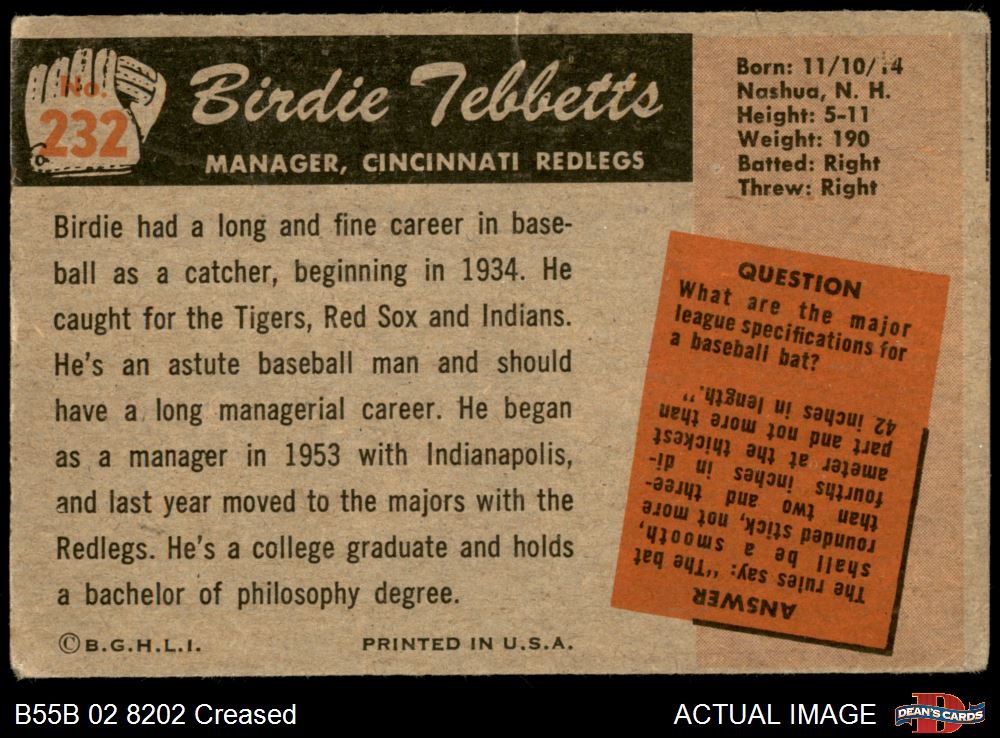 No.
232
Birdie Tebbetts
MANAGER, CINCINNATI REDLEGS
Born: 11/10/14
Nashua, N. H.
Height: 5-11
Weight: 190
Batted: Right
Threw: Right
Birdie had a long and fine career in base-
ball as a catcher, beginning in 1934. He
caught for the Tigers, Red Sox and Indians.
He's an astute baseball man and should
have a long managerial career. He began
as a manager in 1953 with Indianapolis,
and last year moved to the majors with the
Redlegs. He's a college graduate and holds
a bachelor of philosophy degree.
©B.G.H.L.I.
PRINTED IN U.S.A.
QUESTION
What are the major
league specifications for
a baseball bat?
ANSWER
The rules say: "The bat
shall be a smooth,
rounded stick, not more
than two and three-
fourths inches in di-
ameter at the thickest
part and not more than
42 inches in length."
B55B 02 8202 Creased
ACTUAL IMAGE
D
DEAN'S CARDS